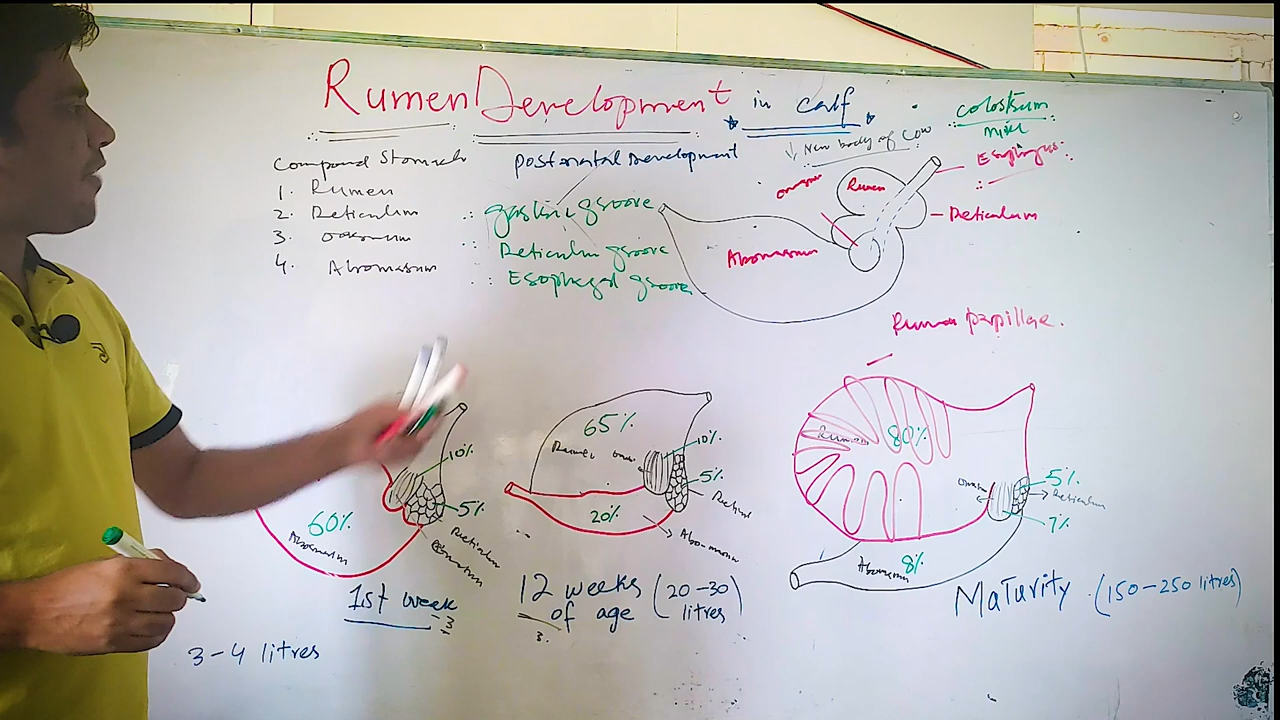 Rumen Development in calf
colostrum
milk
↓ New body of cow
Compound Stomach
Postnatal Development
1. Rumen
2. Reticulum
3. Omasum
4. Abomasum
∴ gastric groove
∴ Reticulum groove
∴ Esophageal groove
Esophagus
Rumen
Omasum
Reticulum
Abomasum
Rumen papillae.
10%
5%
60%
Abomasum
Reticulum
1st week
3-4 litres
65%
Rumen
10%
5%
Reticul
20%
Abomasum
12 weeks
of age
(20-30)
litres
Rumen
80%
Omasum
5%
Reticulum
7%
8%
Abomasum
Maturity (150-250 litres)